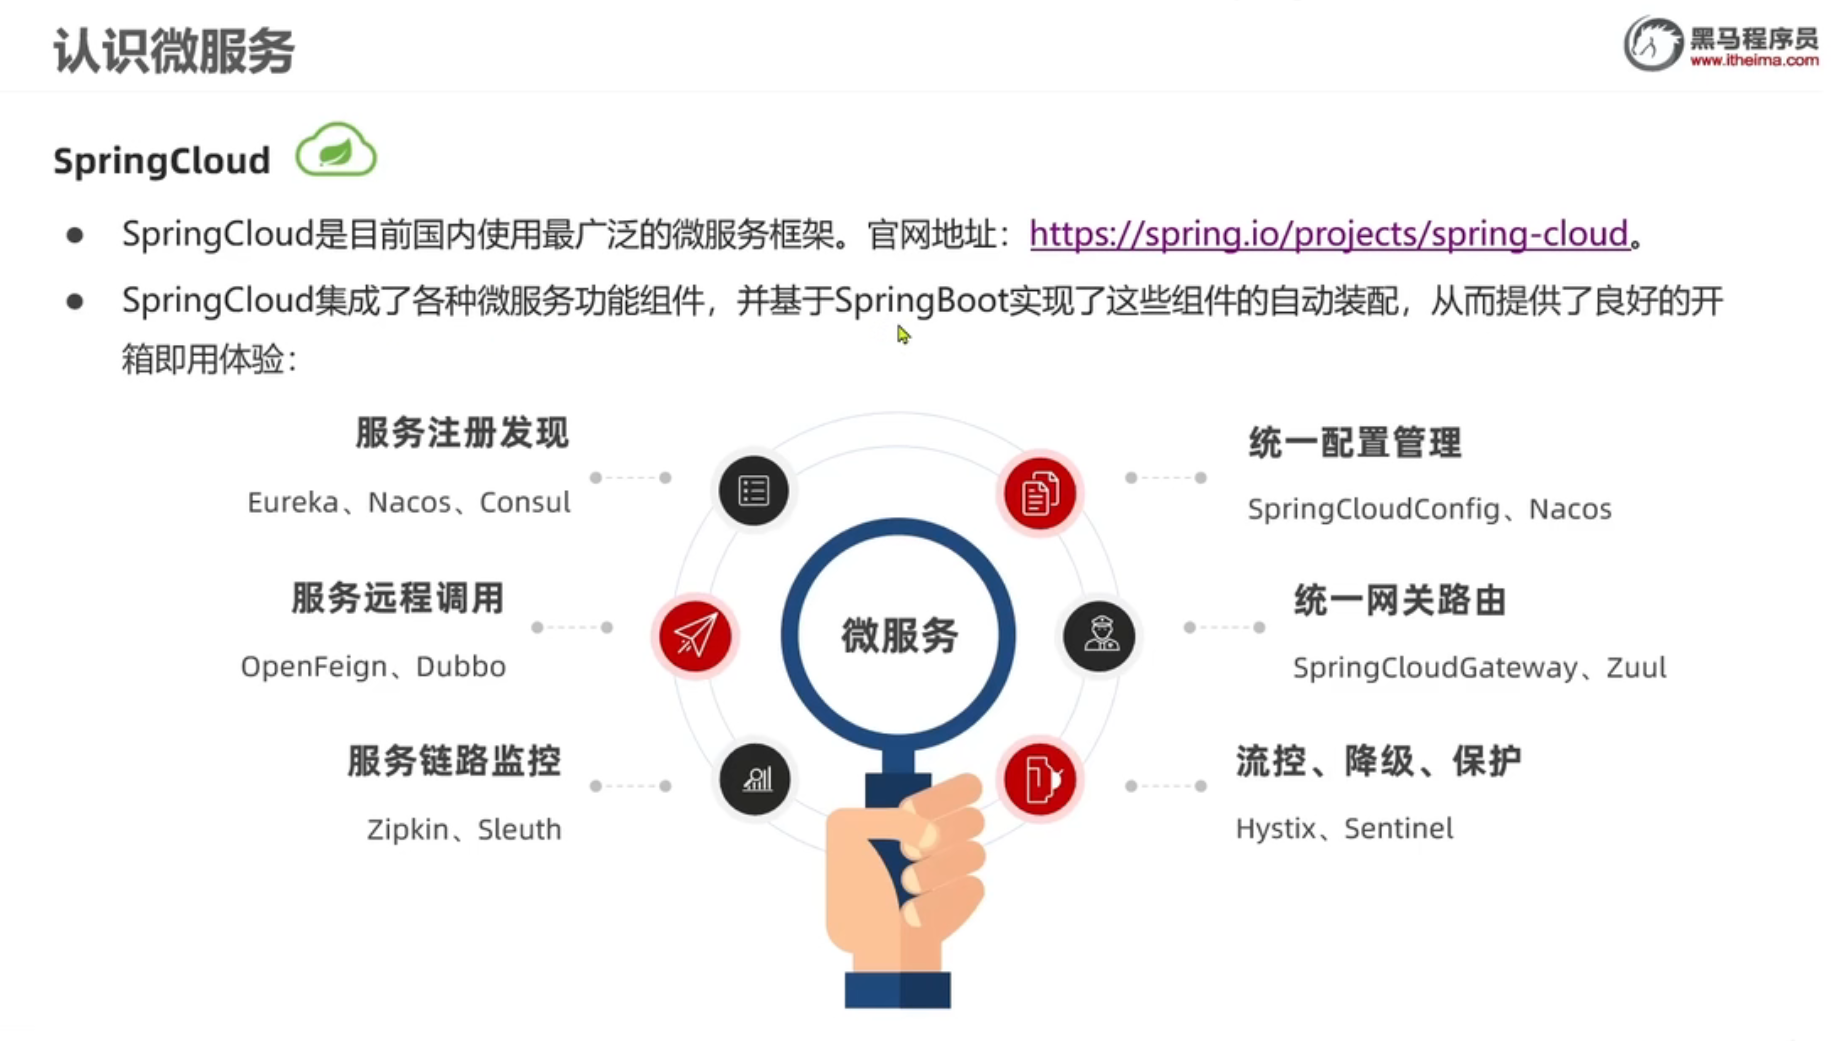 认识微服务
黑马程序员
www.itheima.com
SpringCloud
SpringCloud是目前国内使用最广泛的微服务框架。官网地址：https://spring.io/projects/spring-cloud。
SpringCloud集成了各种微服务功能组件，并基于SpringBoot实现了这些组件的自动装配，从而提供了良好的开
箱即用体验：
服务注册发现
Eureka、Nacos、Consul
统一配置管理
SpringCloudConfig、Nacos
服务远程调用
OpenFeign、Dubbo
微服务
统一网关路由
SpringCloudGateway、Zuul
服务链路监控
Zipkin、Sleuth
流控、降级、保护
Hystix、Sentinel